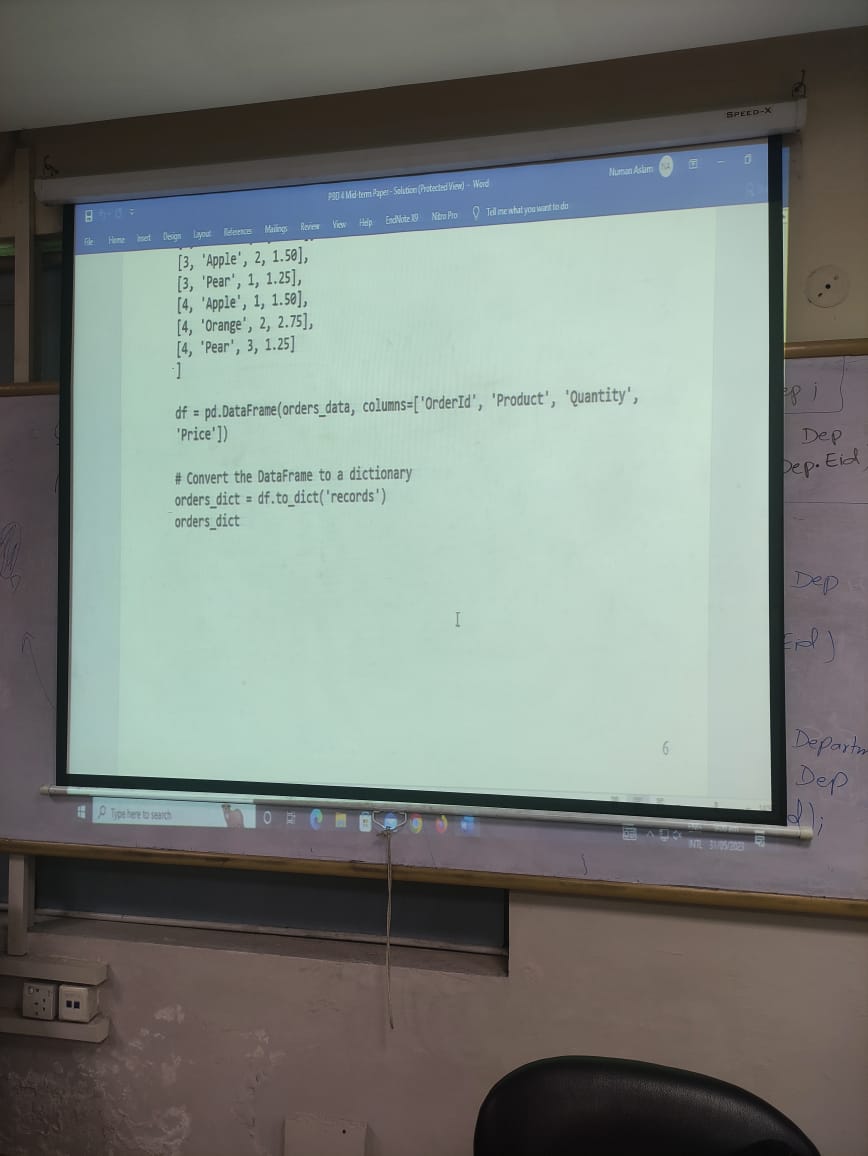 SPEED-X
PBD 4 Mid-term Paper - Solution (Protected View) - Word
Numan Aslam
NA
File Home Insert Design Layout References Mailings Review View Help EndNote X9 Nitro Pro Tell me what you want to do
[3, 'Apple', 2, 1.50],
[3, 'Pear', 1, 1.25],
[4, 'Apple', 1, 1.50],
[4, 'Orange', 2, 2.75],
[4, 'Pear', 3, 1.25]
]
df = pd.DataFrame(orders_data, columns=['OrderId', 'Product', 'Quantity',
'Price'])
# Convert the DataFrame to a dictionary
orders_dict = df.to_dict('records')
orders_dict
6
Type here to search
INTL 31/05/2023
Dep
Dep.Eid
Dep
Eid)
Departm
Dep
d);